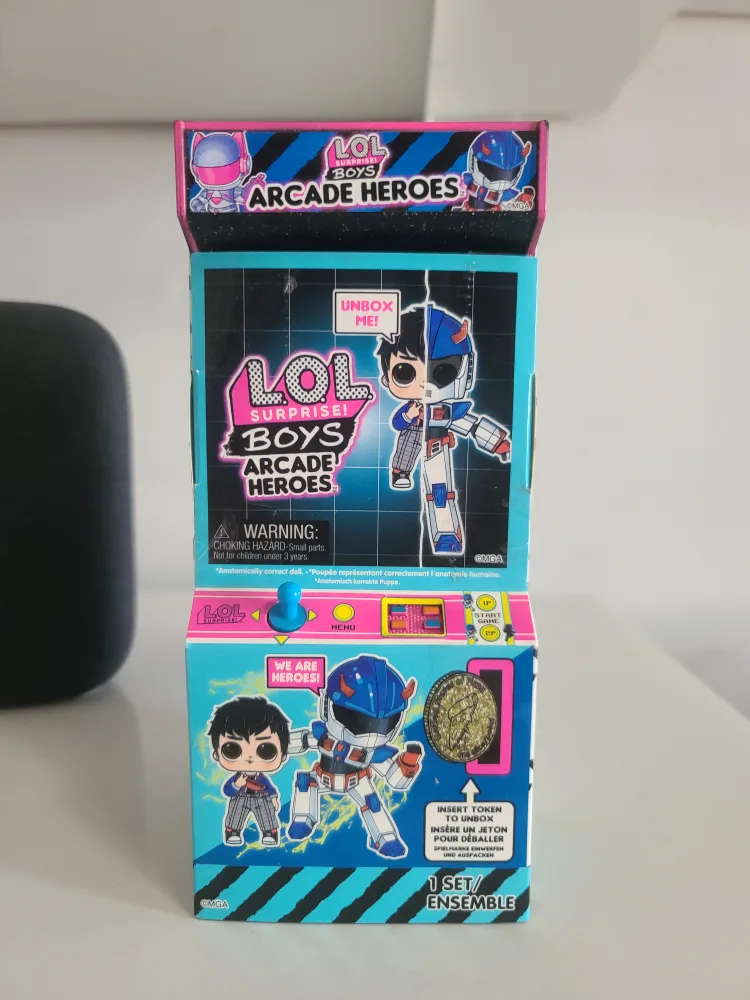 L.O.L.
SURPRISE!
BOYS
ARCADE HEROES™
©MGA
UNBOX
ME!
L.O.L.
SURPRISE!
BOYS
ARCADE
HEROES™
WARNING:
CHOKING HAZARD-Small parts.
Not for children under 3 years.
©MGA
*Anatomically correct doll. · *Poupée représentant correctement l'anatomie humaine.
*Anatomisch korrekte Puppe.
L.O.L.
SURPRISE!
MENU
1P
START
GAME
2P
WE ARE
HEROES!
INSERT TOKEN
TO UNBOX
INSÈRE UN JETON
POUR DÉBALLER
SPIELMARKE EINWERFEN
UND AUSPACKEN
©MGA
1 SET/
ENSEMBLE